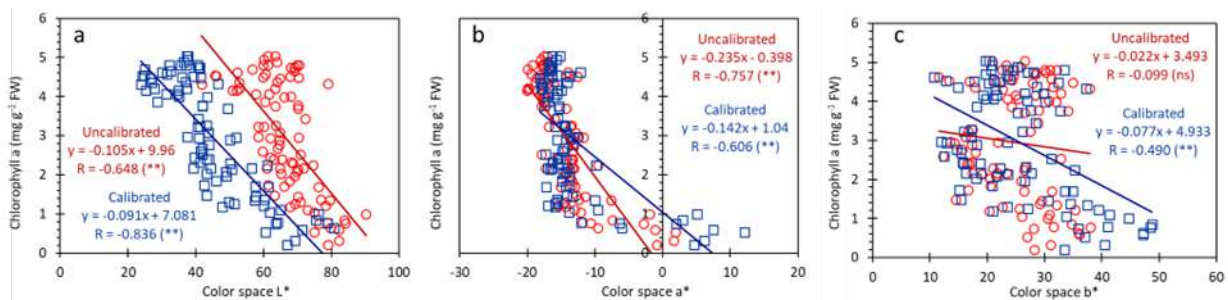 a
Chlorophyll a (mg g⁻¹ FW)
6
5
4
3
2
1
0
Uncalibrated
y = -0.105x + 9.96
R = -0.648 (**)
Calibrated
y = -0.091x + 7.081
R = -0.836 (**)
0 20 40 60 80 100
Color space L*
b
Chlorophyll a (mg g⁻¹ FW)
6
5
4
3
2
1
0
Uncalibrated
y = -0.235x - 0.398
R = -0.757 (**)
Calibrated
y = -0.142x + 1.04
R = -0.606 (**)
-30 -20 -10 0 10 20
Color space a*
c
Chlorophyll a (mg g⁻¹ FW)
6
5
4
3
2
1
0
Uncalibrated
y = -0.022x + 3.493
R = -0.099 (ns)
Calibrated
y = -0.077x + 4.933
R = -0.490 (**)
0 10 20 30 40 50 60
Color space b*